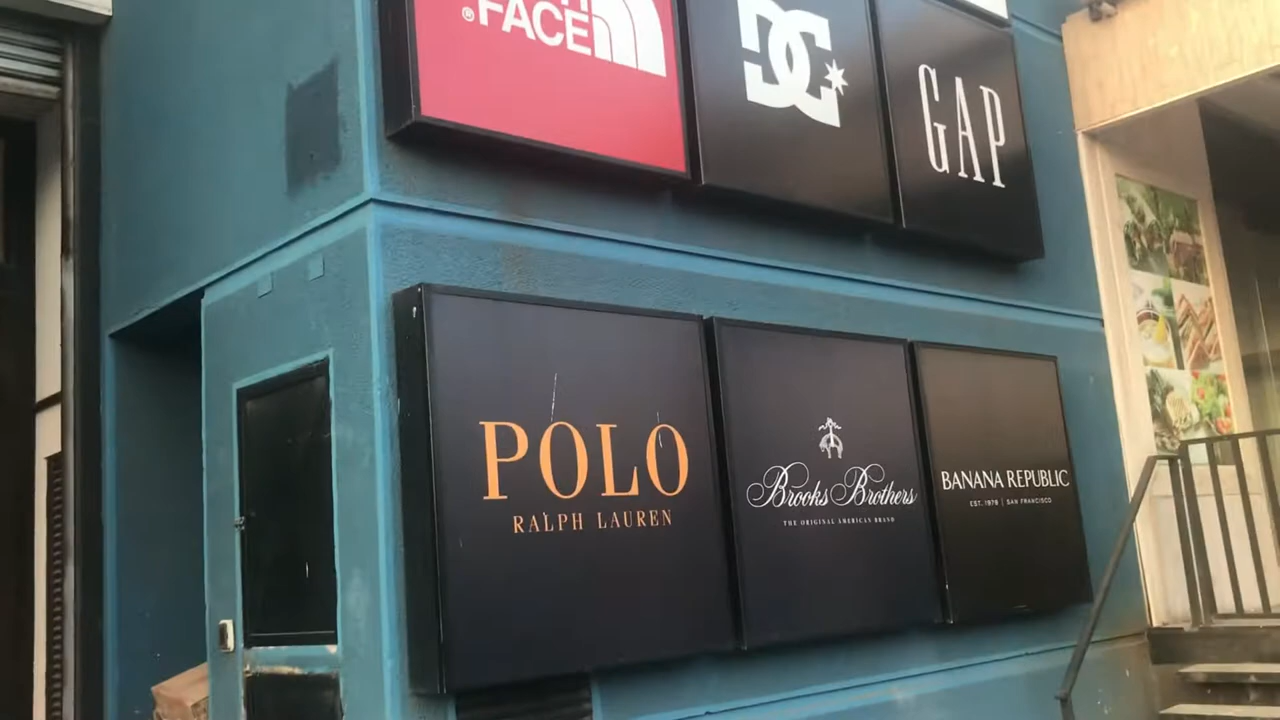 ® FACE
DC
GAP
POLO
RALPH LAUREN
Brooks Brothers
THE ORIGINAL AMERICAN BRAND
BANANA REPUBLIC
EST. 1978 | SAN FRANCISCO